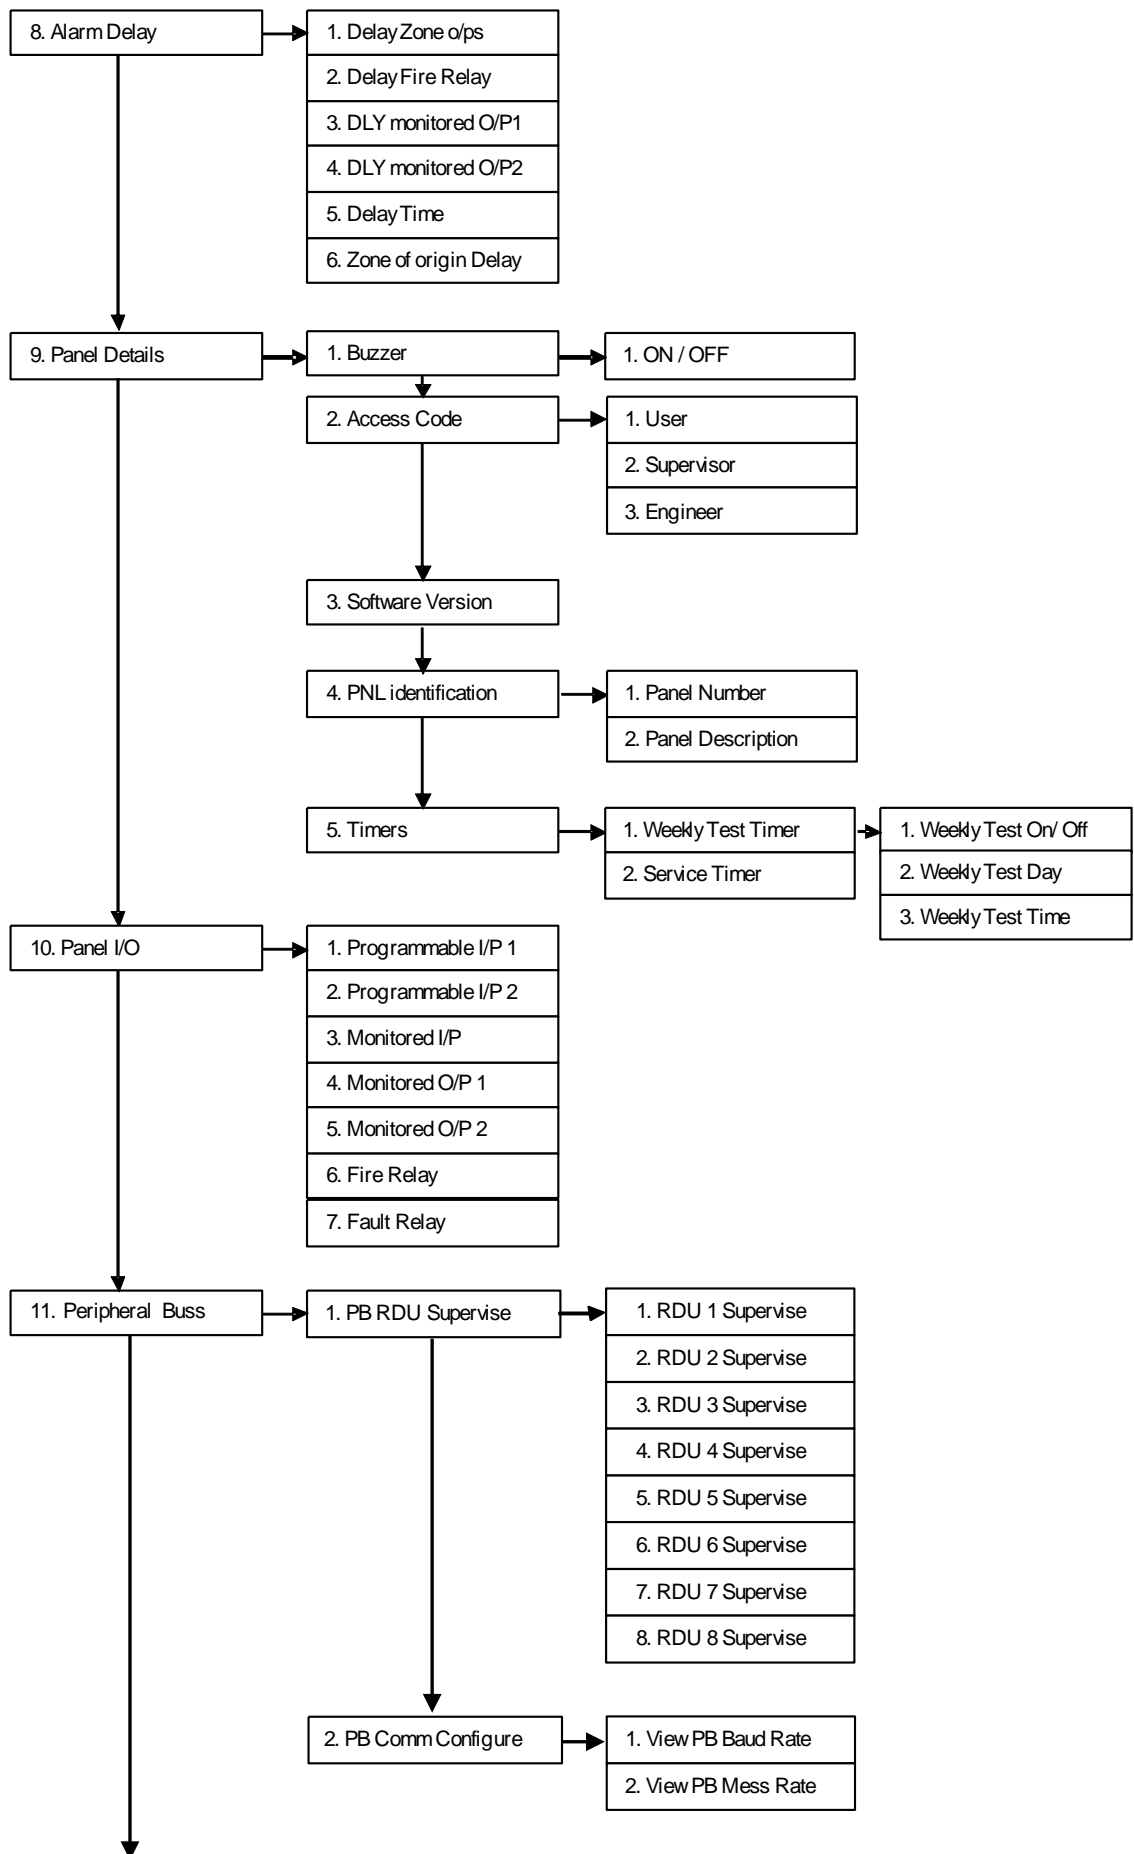 8. Alarm Delay
1. Delay Zone o/ps
2. Delay Fire Relay
3. DLY monitored O/P1
4. DLY monitored O/P2
5. Delay Time
6. Zone of origin Delay
9. Panel Details
1. Buzzer
1. ON / OFF
2. Access Code
1. User
2. Supervisor
3. Engineer
3. Software Version
4. PNL identification
1. Panel Number
2. Panel Description
5. Timers
1. Weekly Test Timer
2. Service Timer
1. Weekly Test On/ Off
2. Weekly Test Day
3. Weekly Test Time
10. Panel I/O
1. Programmable I/P 1
2. Programmable I/P 2
3. Monitored I/P
4. Monitored O/P 1
5. Monitored O/P 2
6. Fire Relay
7. Fault Relay
11. Peripheral Buss
1. PB RDU Supervise
1. RDU 1 Supervise
2. RDU 2 Supervise
3. RDU 3 Supervise
4. RDU 4 Supervise
5. RDU 5 Supervise
6. RDU 6 Supervise
7. RDU 7 Supervise
8. RDU 8 Supervise
2. PB Comm Configure
1. View PB Baud Rate
2. View PB Mess Rate